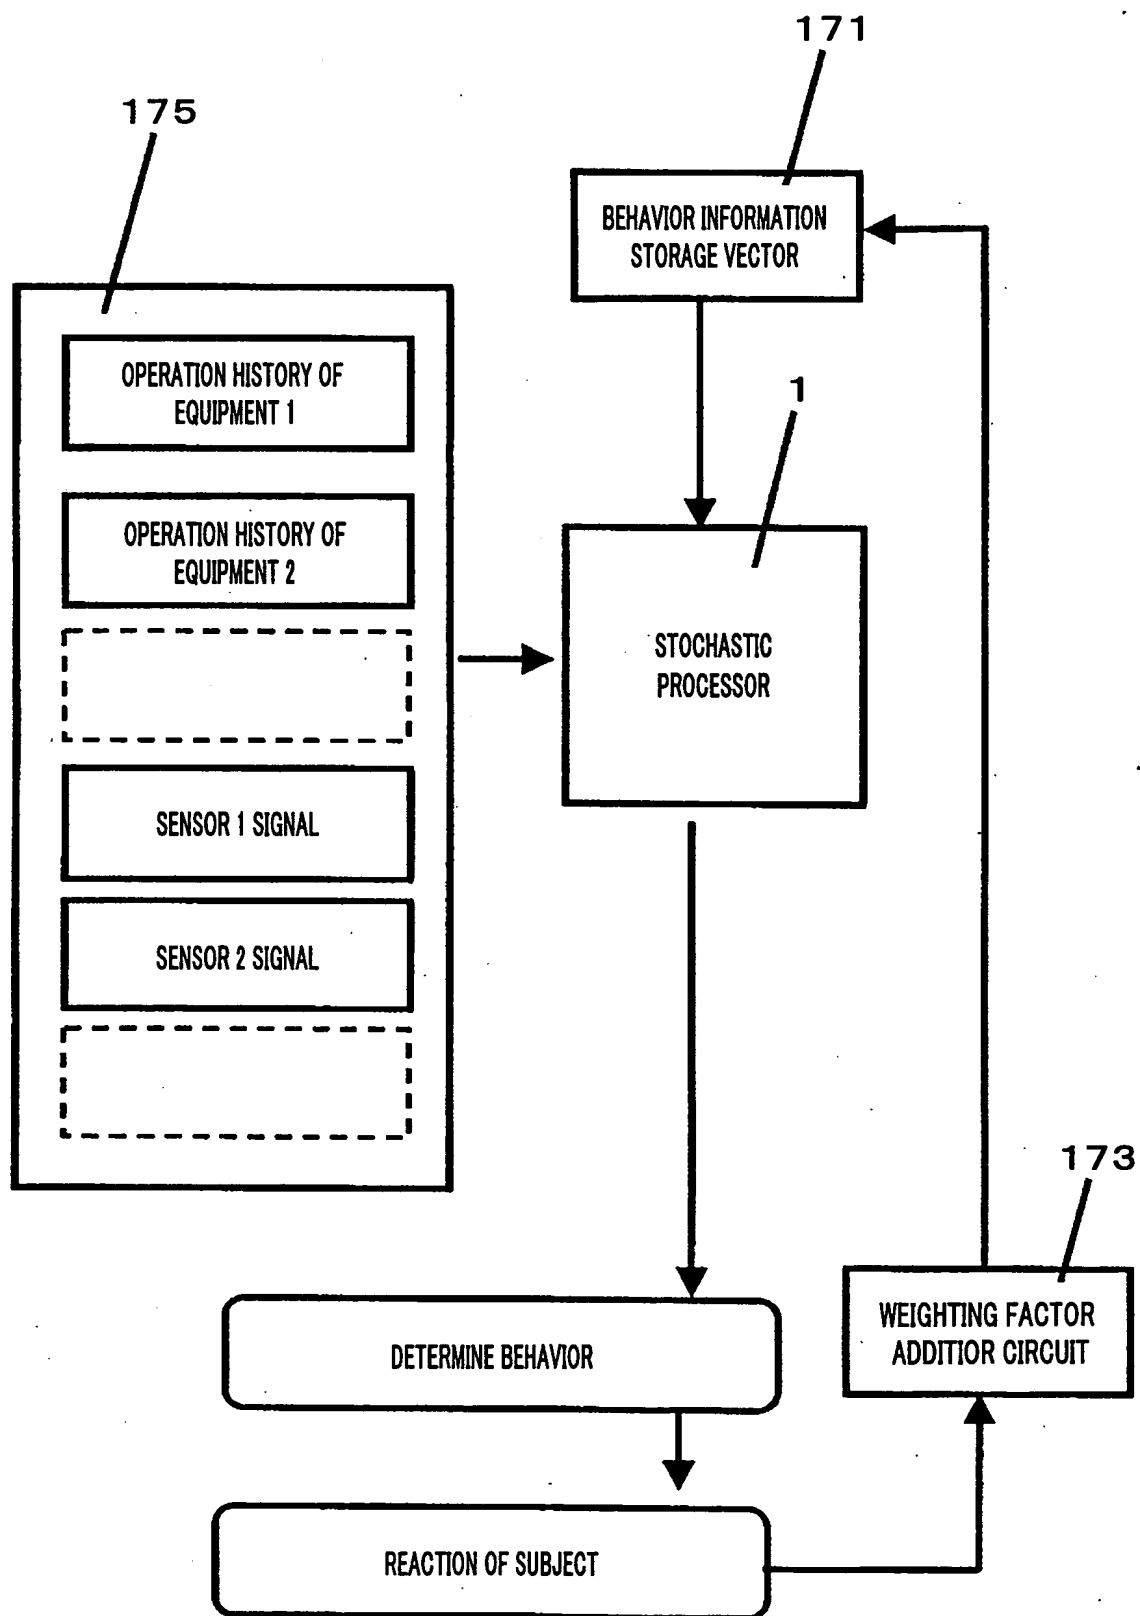 171
175
BEHAVIOR INFORMATION
STORAGE VECTOR
OPERATION HISTORY OF
EQUIPMENT 1
1
OPERATION HISTORY OF
EQUIPMENT 2
STOCHASTIC
PROCESSOR
SENSOR 1 SIGNAL
SENSOR 2 SIGNAL
173
WEIGHTING FACTOR
ADDITIOR CIRCUIT
DETERMINE BEHAVIOR
REACTION OF SUBJECT